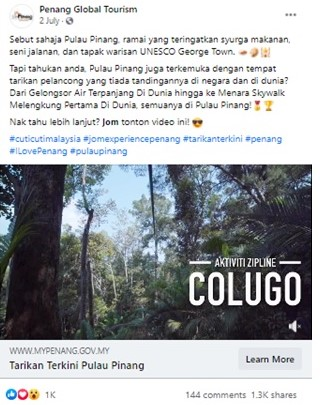 Penang Global Tourism
2 July ·
Sebut sahaja Pulau Pinang, ramai yang teringatkan syurga makanan,
seni jalanan, dan tapak warisan UNESCO George Town.
Tapi tahukan anda, Pulau Pinang juga terkemuka dengan tempat
tarikan pelancong yang tiada tandingannya di negara dan di dunia?
Dari Gelongsor Air Terpanjang Di Dunia hingga ke Menara Skywalk
Melengkung Pertama Di Dunia, semuanya di Pulau Pinang!
Nak tahu lebih lanjut? Jom tonton video ini!
#cuticutimalaysia #jomexperiencepenang #tarikanterkini #penang
#ILovePenang #pulaupinang
AKTIVITI ZIPLINE
COLUGO
WWW.MYPENANG.GOV.MY
Tarikan Terkini Pulau Pinang
Learn More
1K
144 comments 1.3K shares